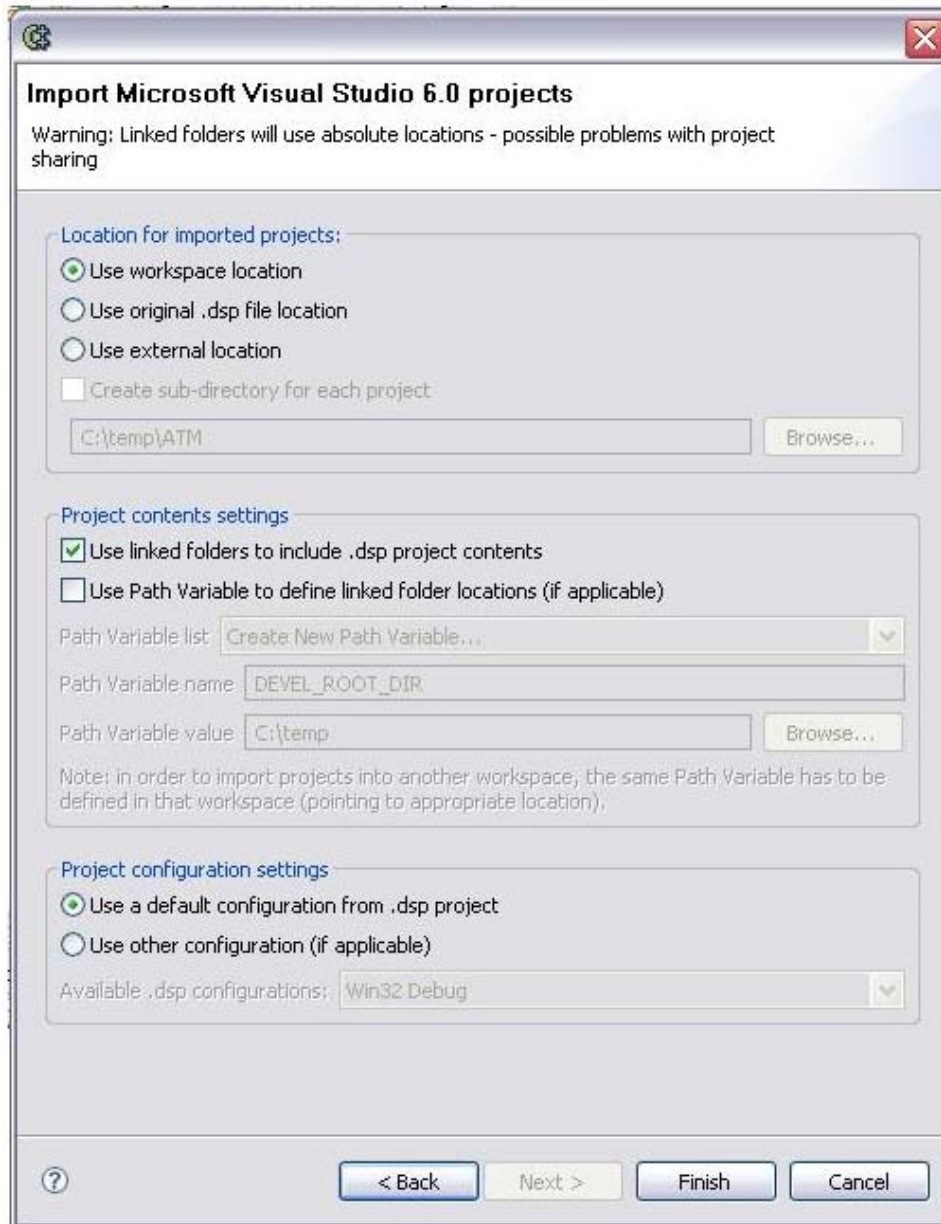 Import Microsoft Visual Studio 6.0 projects
Warning: Linked folders will use absolute locations - possible problems with project
sharing
Location for imported projects:
Use workspace location
Use original .dsp file location
Use external location
Create sub-directory for each project
C:\temp\ATM
Browse...
Project contents settings
Use linked folders to include .dsp project contents
Use Path Variable to define linked folder locations (if applicable)
Path Variable list Create New Path Variable...
Path Variable name DEVEL_ROOT_DIR
Path Variable value C:\temp Browse...
Note: in order to import projects into another workspace, the same Path Variable has to be
defined in that workspace (pointing to appropriate location).
Project configuration settings
Use a default configuration from .dsp project
Use other configuration (if applicable)
Available .dsp configurations: Win32 Debug
? < Back Next > Finish Cancel